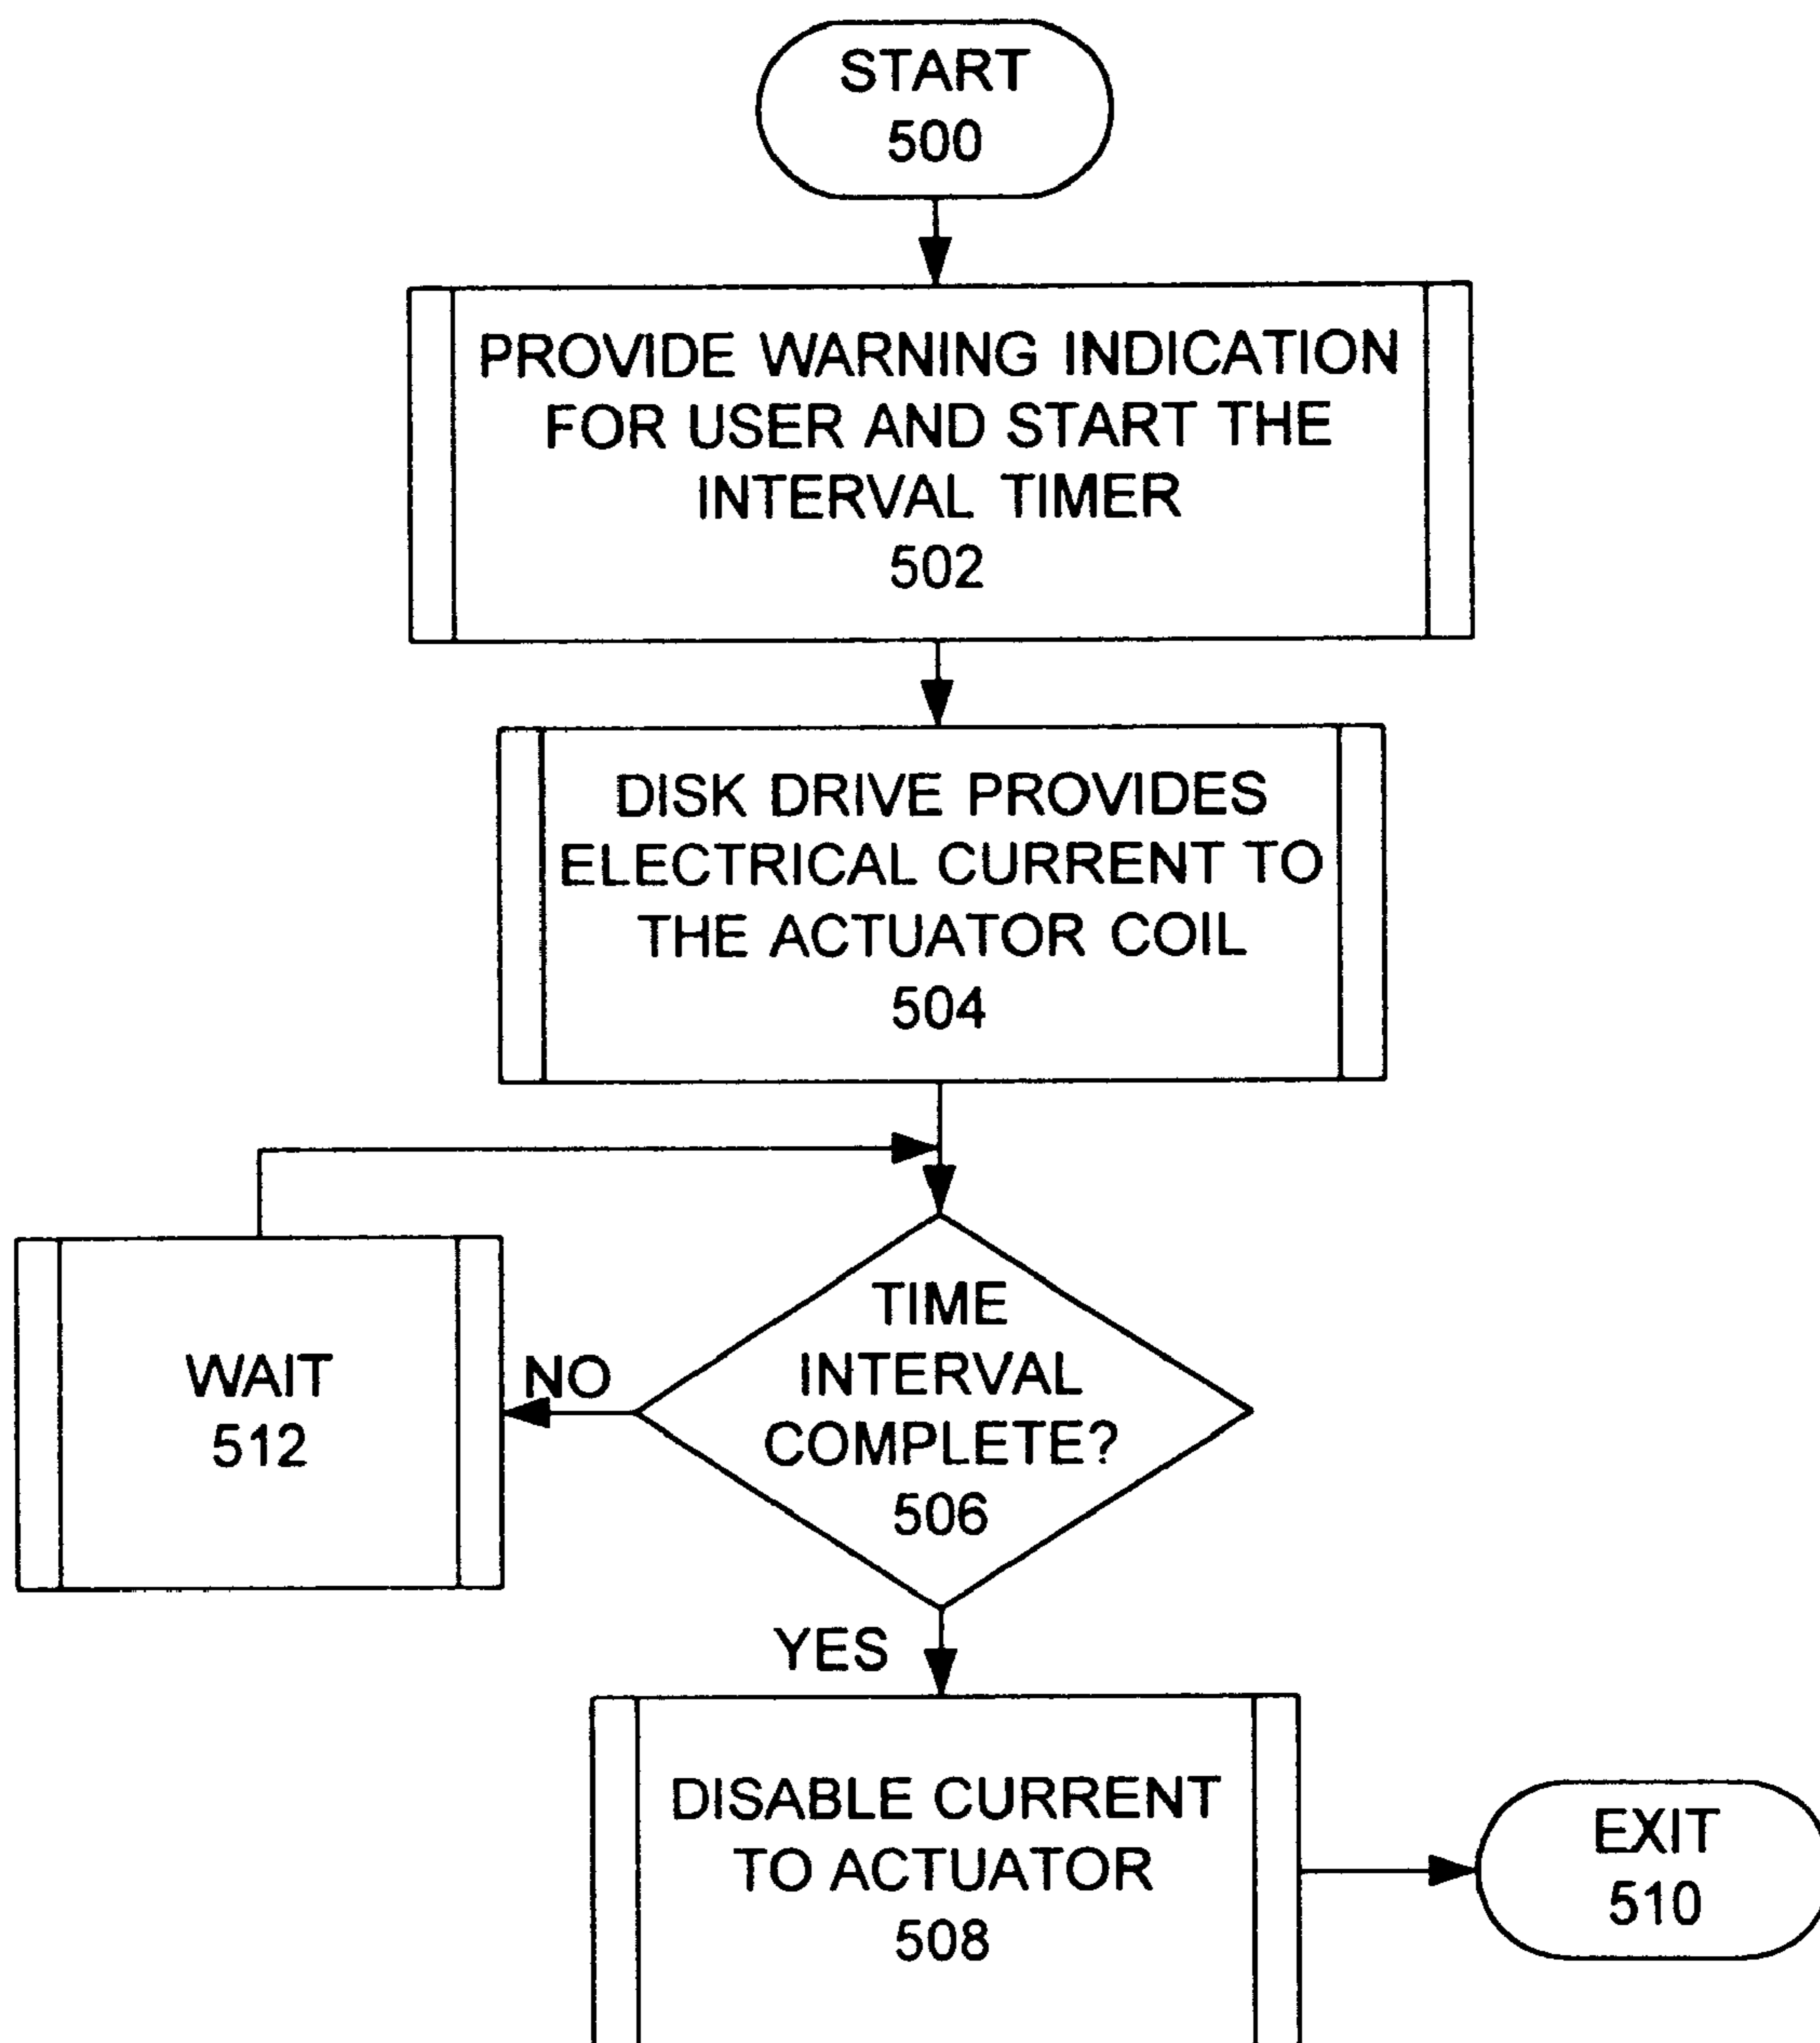 START
500
PROVIDE WARNING INDICATION
FOR USER AND START THE
INTERVAL TIMER
502
DISK DRIVE PROVIDES
ELECTRICAL CURRENT TO
THE ACTUATOR COIL
504
TIME
INTERVAL
COMPLETE?
506
NO
WAIT
512
YES
DISABLE CURRENT
TO ACTUATOR
508
EXIT
510